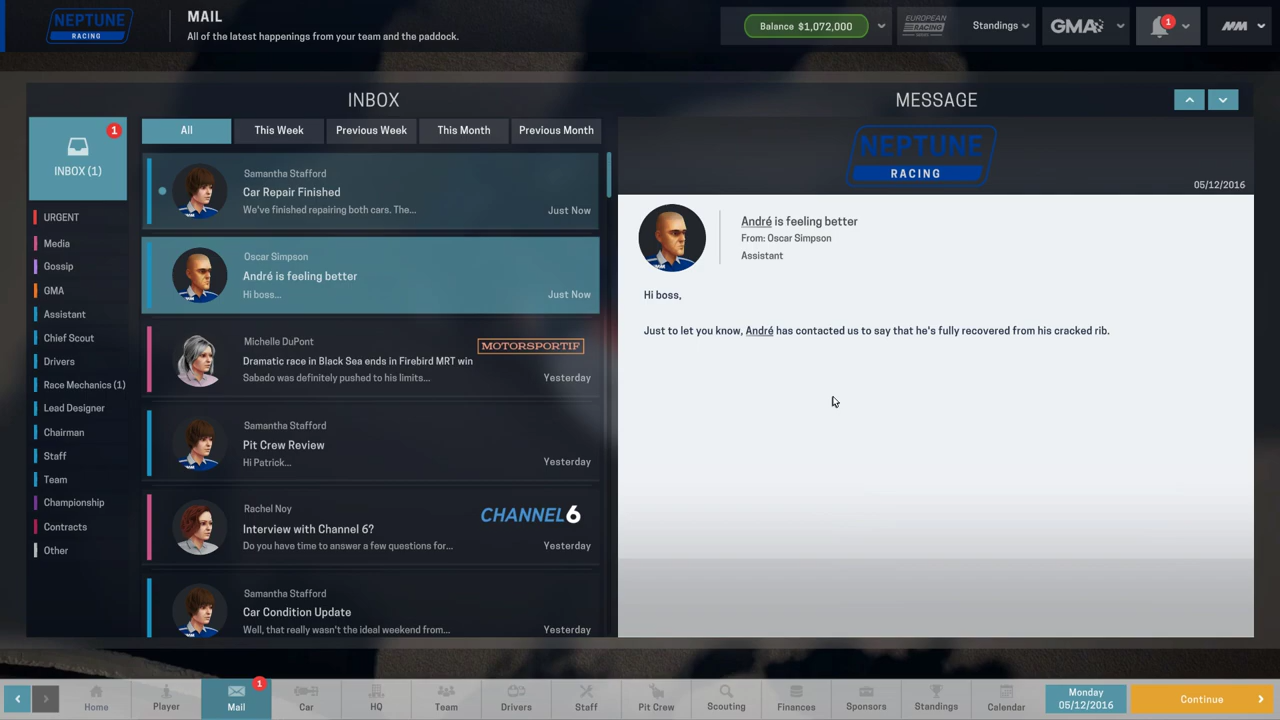 NEPTUNE
RACING
MAIL
All of the latest happenings from your team and the paddock.
Balance $1,072,000
EUROPEAN
RACING
Standings
GMA
1
INBOX
MESSAGE
1
INBOX (1)
URGENT
Media
Gossip
GMA
Assistant
Chief Scout
Drivers
Race Mechanics (1)
Lead Designer
Chairman
Staff
Team
Championship
Contracts
Other
All
This Week
Previous Week
This Month
Previous Month
Samantha Stafford
Car Repair Finished
We've finished repairing both cars. The...
Just Now
Oscar Simpson
André is feeling better
Hi boss...
Just Now
Michelle DuPont
MOTORSPORTIF
Dramatic race in Black Sea ends in Firebird MRT win
Sabado was definitely pushed to his limits...
Yesterday
Samantha Stafford
Pit Crew Review
Hi Patrick...
Yesterday
Rachel Noy
CHANNEL6
Interview with Channel 6?
Do you have time to answer a few questions for...
Yesterday
Samantha Stafford
Car Condition Update
Well, that really wasn't the ideal weekend from...
Yesterday
NEPTUNE
RACING
05/12/2016
André is feeling better
From: Oscar Simpson
Assistant
Hi boss,
Just to let you know, André has contacted us to say that he's fully recovered from his cracked rib.
Home
Player
1
Mail
Car
HQ
Team
Drivers
Staff
Pit Crew
Scouting
Finances
Sponsors
Standings
Calendar
Monday
05/12/2016
Continue